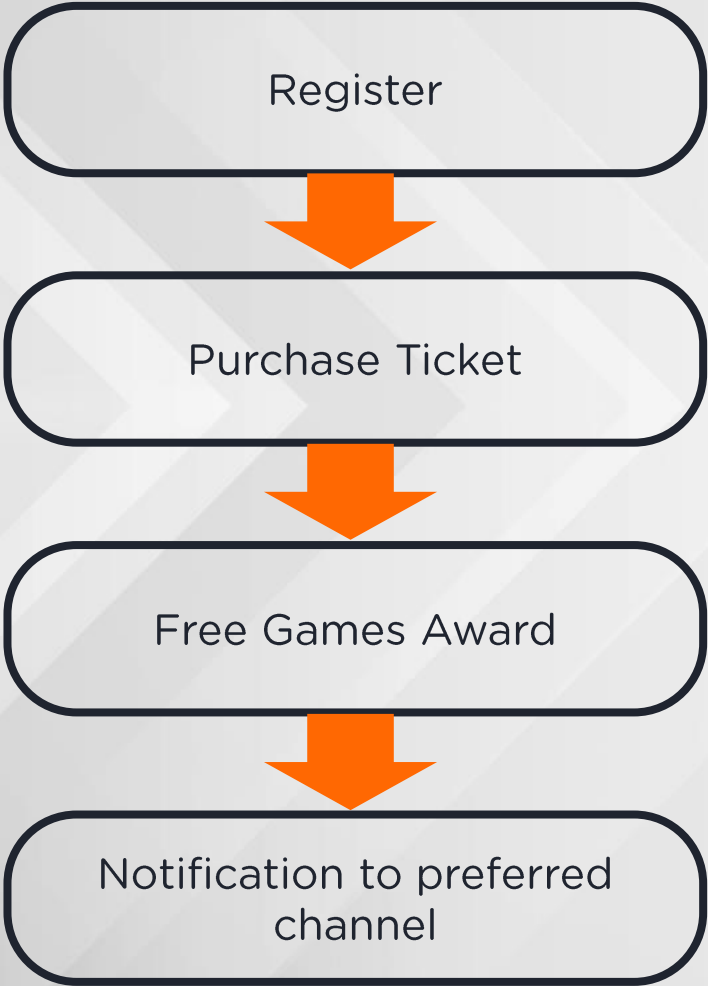 Register
Purchase Ticket
Free Games Award
Notification to preferred
channel